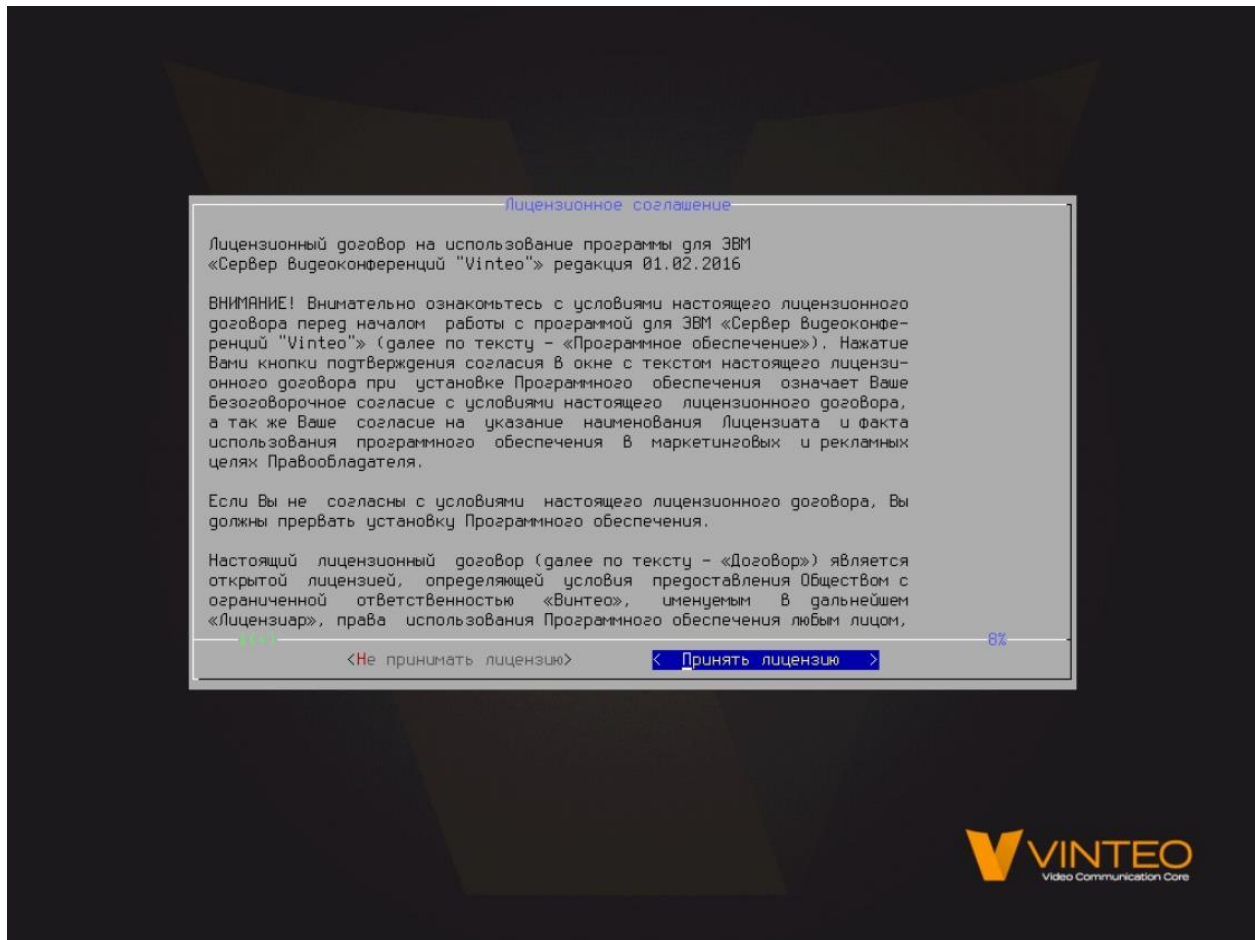 Лицензионное соглашение
Лицензионный договор на использование программы для ЭВМ
«Сервер видеоконференций "Vinteo"» редакция 01.02.2016
ВНИМАНИЕ! Внимательно ознакомьтесь с условиями настоящего лицензионного
договора перед началом работы с программой для ЭВМ «Сервер видеоконфе-
ренций "Vinteo"» (далее по тексту – «Программное обеспечение»). Нажатие
Вами кнопки подтверждения согласия в окне с текстом настоящего лицензи-
онного договора при установке Программного обеспечения означает Ваше
безоговорочное согласие с условиями настоящего лицензионного договора,
а так же Ваше согласие на указание наименования Лицензиата и факта
использования программного обеспечения в маркетинговых и рекламных
целях Правообладателя.
Если Вы не согласны с условиями настоящего лицензионного договора, Вы
должны прервать установку Программного обеспечения.
Настоящий лицензионный договор (далее по тексту – «Договор») является
открытой лицензией, определяющей условия предоставления Обществом с
ограниченной ответственностью «Винтео», именуемым в дальнейшем
«Лицензиар», права использования Программного обеспечения любым лицом,
8%
<Не принимать лицензию> < Принять лицензию >
VINTEO
Video Communication Core